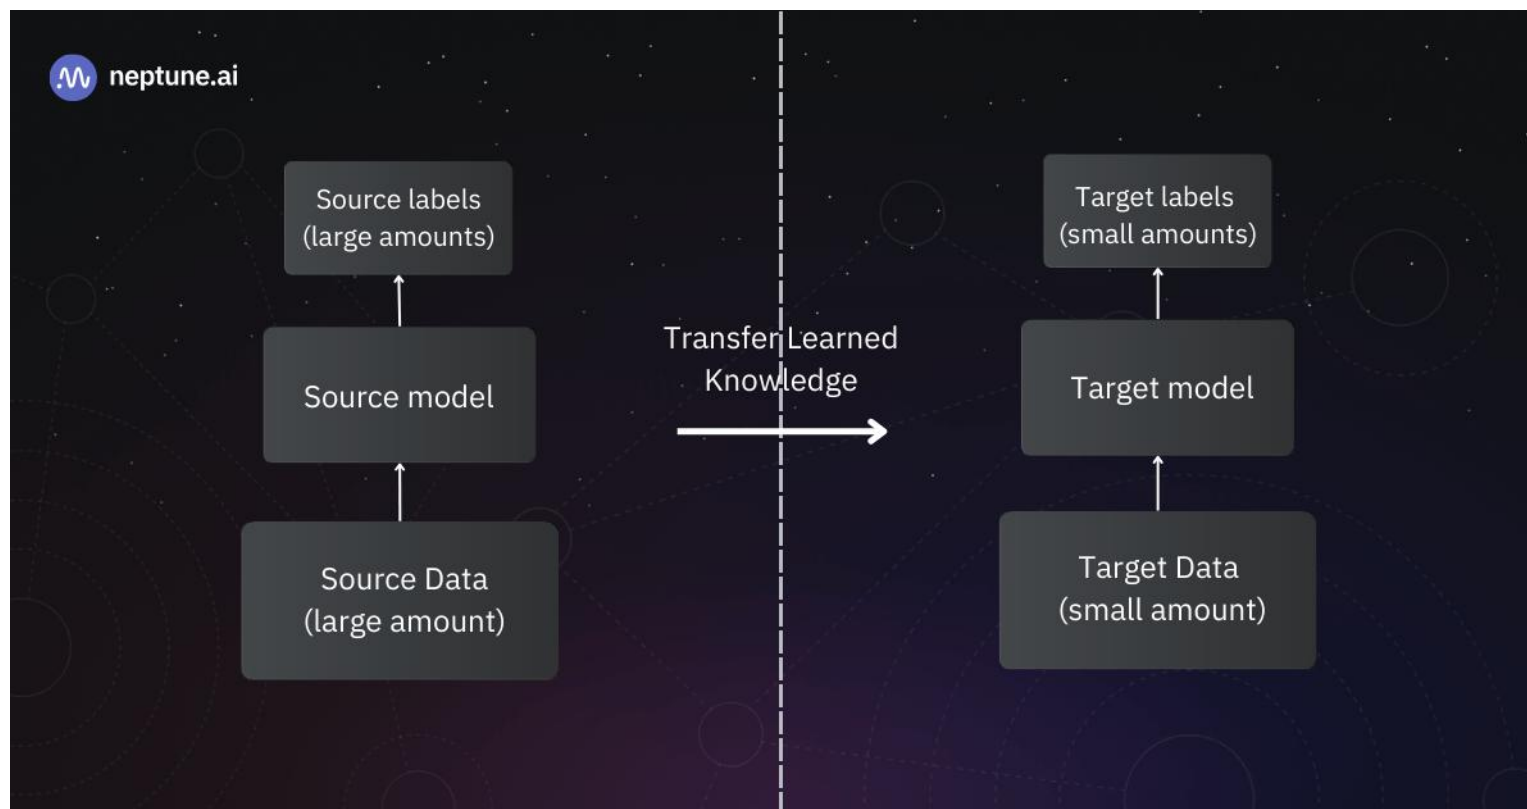 neptune.ai
Source labels
(large amounts)
Source model
Source Data
(large amount)
Transfer Learned
Knowledge
Target labels
(small amounts)
Target model
Target Data
(small amount)